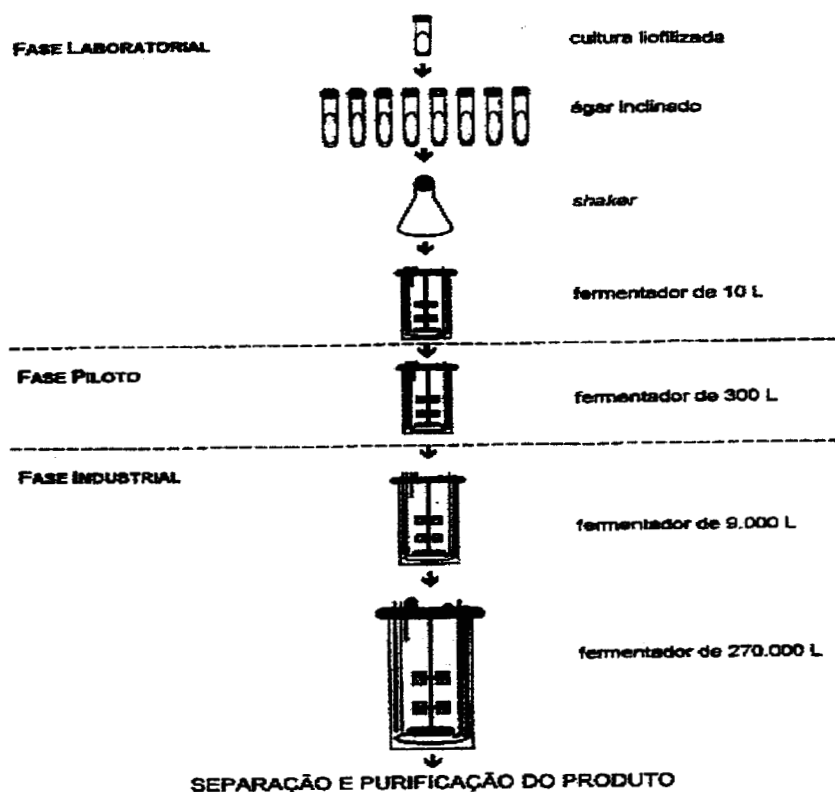 FASE LABORATORIAL
cultura liofilizada
ágar inclinado
shaker
fermentador de 10 L
FASE PILOTO
fermentador de 300 L
FASE INDUSTRIAL
fermentador de 9.000 L
fermentador de 270.000 L
SEPARAÇÃO E PURIFICAÇÃO DO PRODUTO